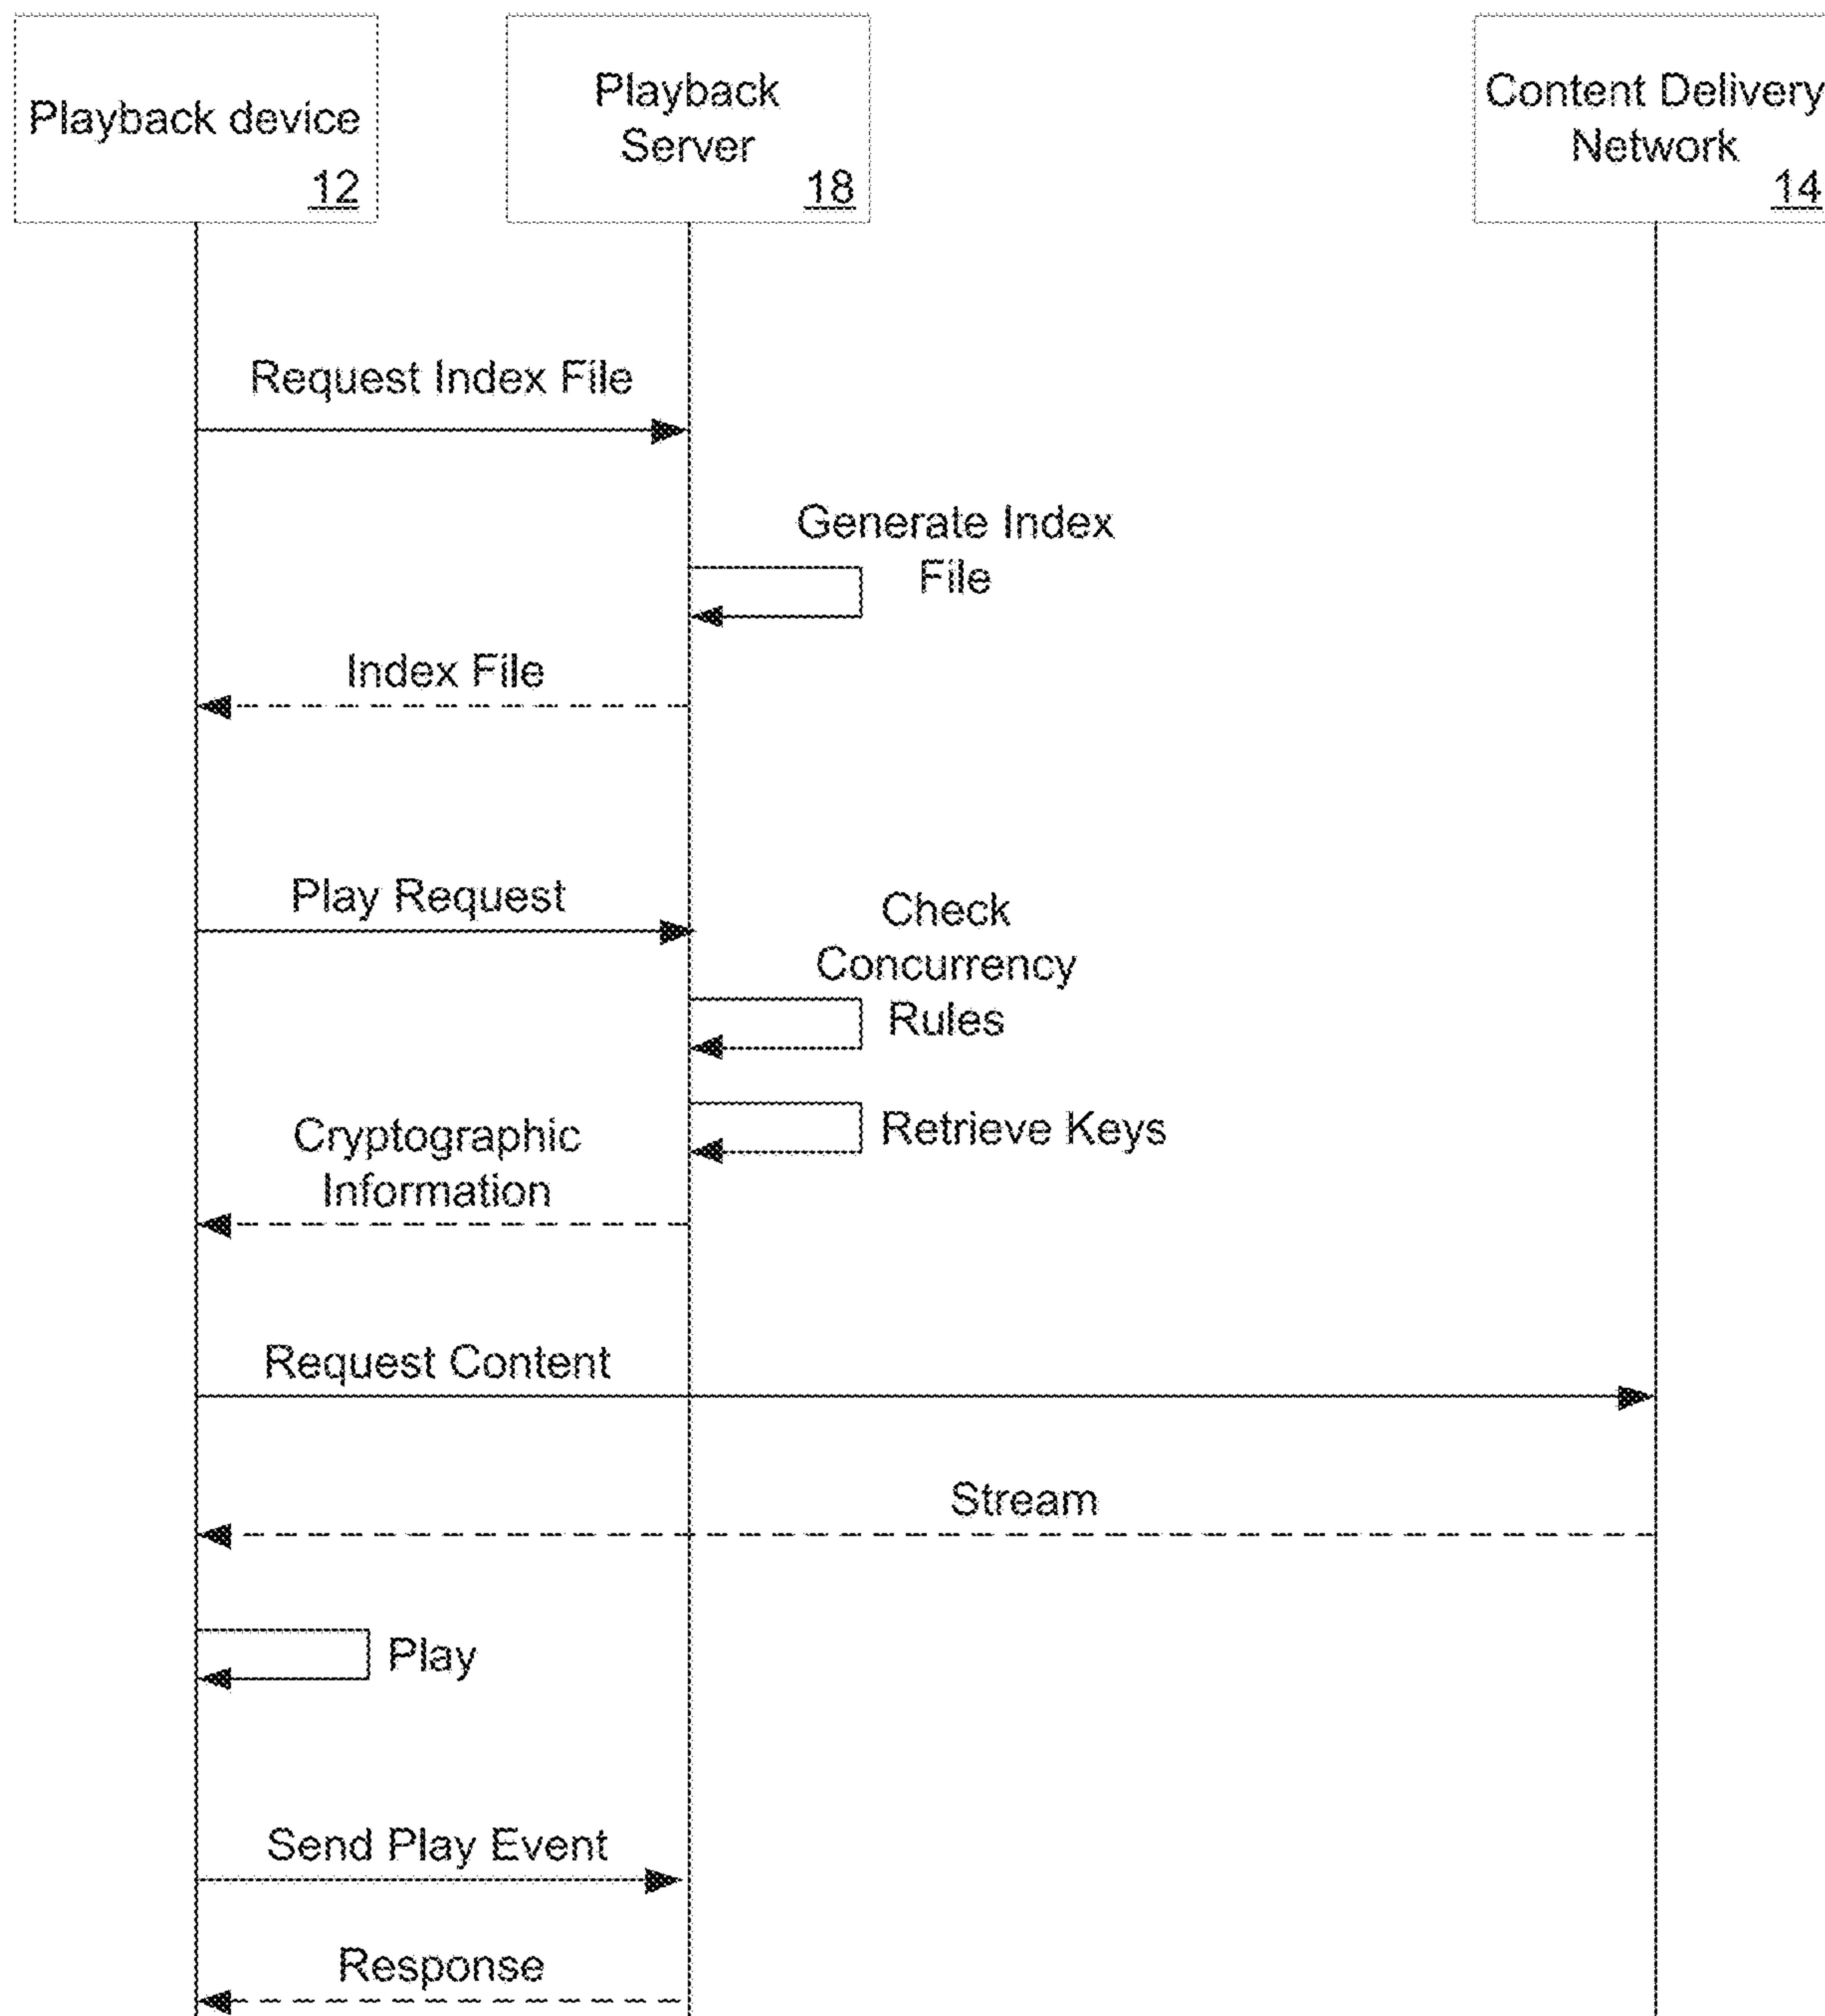 Playback device
12
Playback
Server
18
Content Delivery
Network
14
Request Index File
Generate Index
File
Index File
Play Request
Check
Concurrency
Rules
Retrieve Keys
Cryptographic
Information
Request Content
Stream
Play
Send Play Event
Response